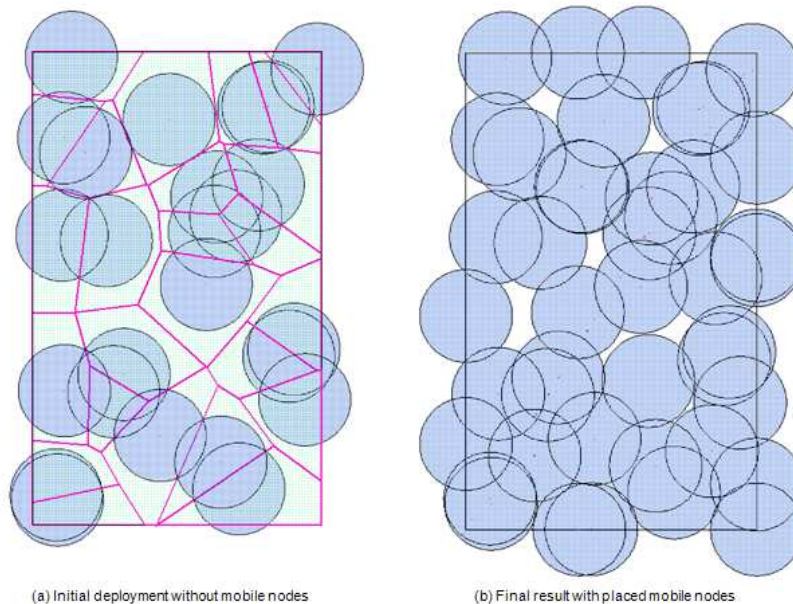 (a) Initial deployment without mobile nodes
(b) Final result with placed mobile nodes